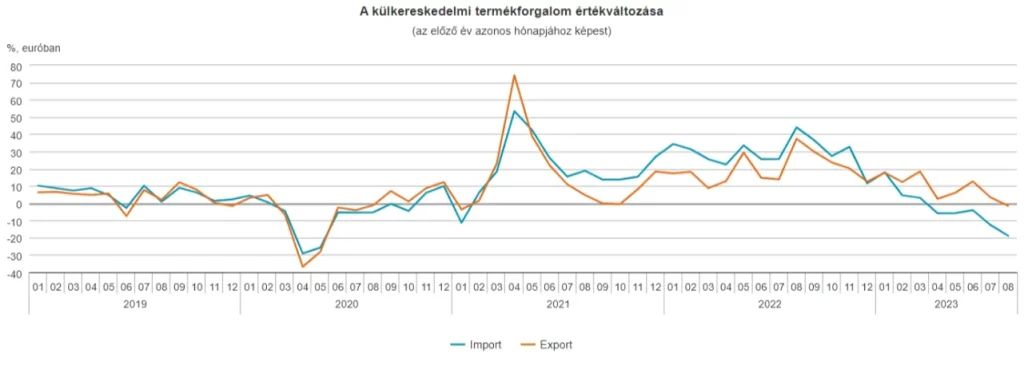 A külkereskedelmi termékforgalom értékváltozása
(az előző év azonos hónapjához képest)
%, euróban
80
70
60
50
40
30
20
10
0
-10
-20
-30
-40
01 02 03 04 05 06 07 08 09 10 11 12 01 02 03 04 05 06 07 08 09 10 11 12 01 02 03 04 05 06 07 08 09 10 11 12 01 02 03 04 05 06 07 08 09 10 11 12 01 02 03 04 05 06 07 08
2019 2020 2021 2022 2023
Import Export